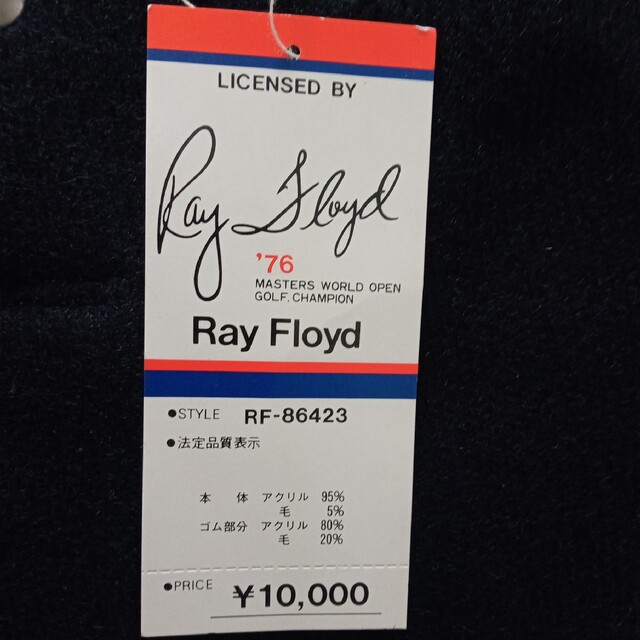 LICENSED BY
Ray Floyd
'76
MASTERS WORLD OPEN
GOLF. CHAMPION
Ray Floyd
●STYLE RF-86423
●法定品質表示
本 体 アクリル 95%
毛 5%
ゴム部分 アクリル 80%
毛 20%
●PRICE ¥10,000